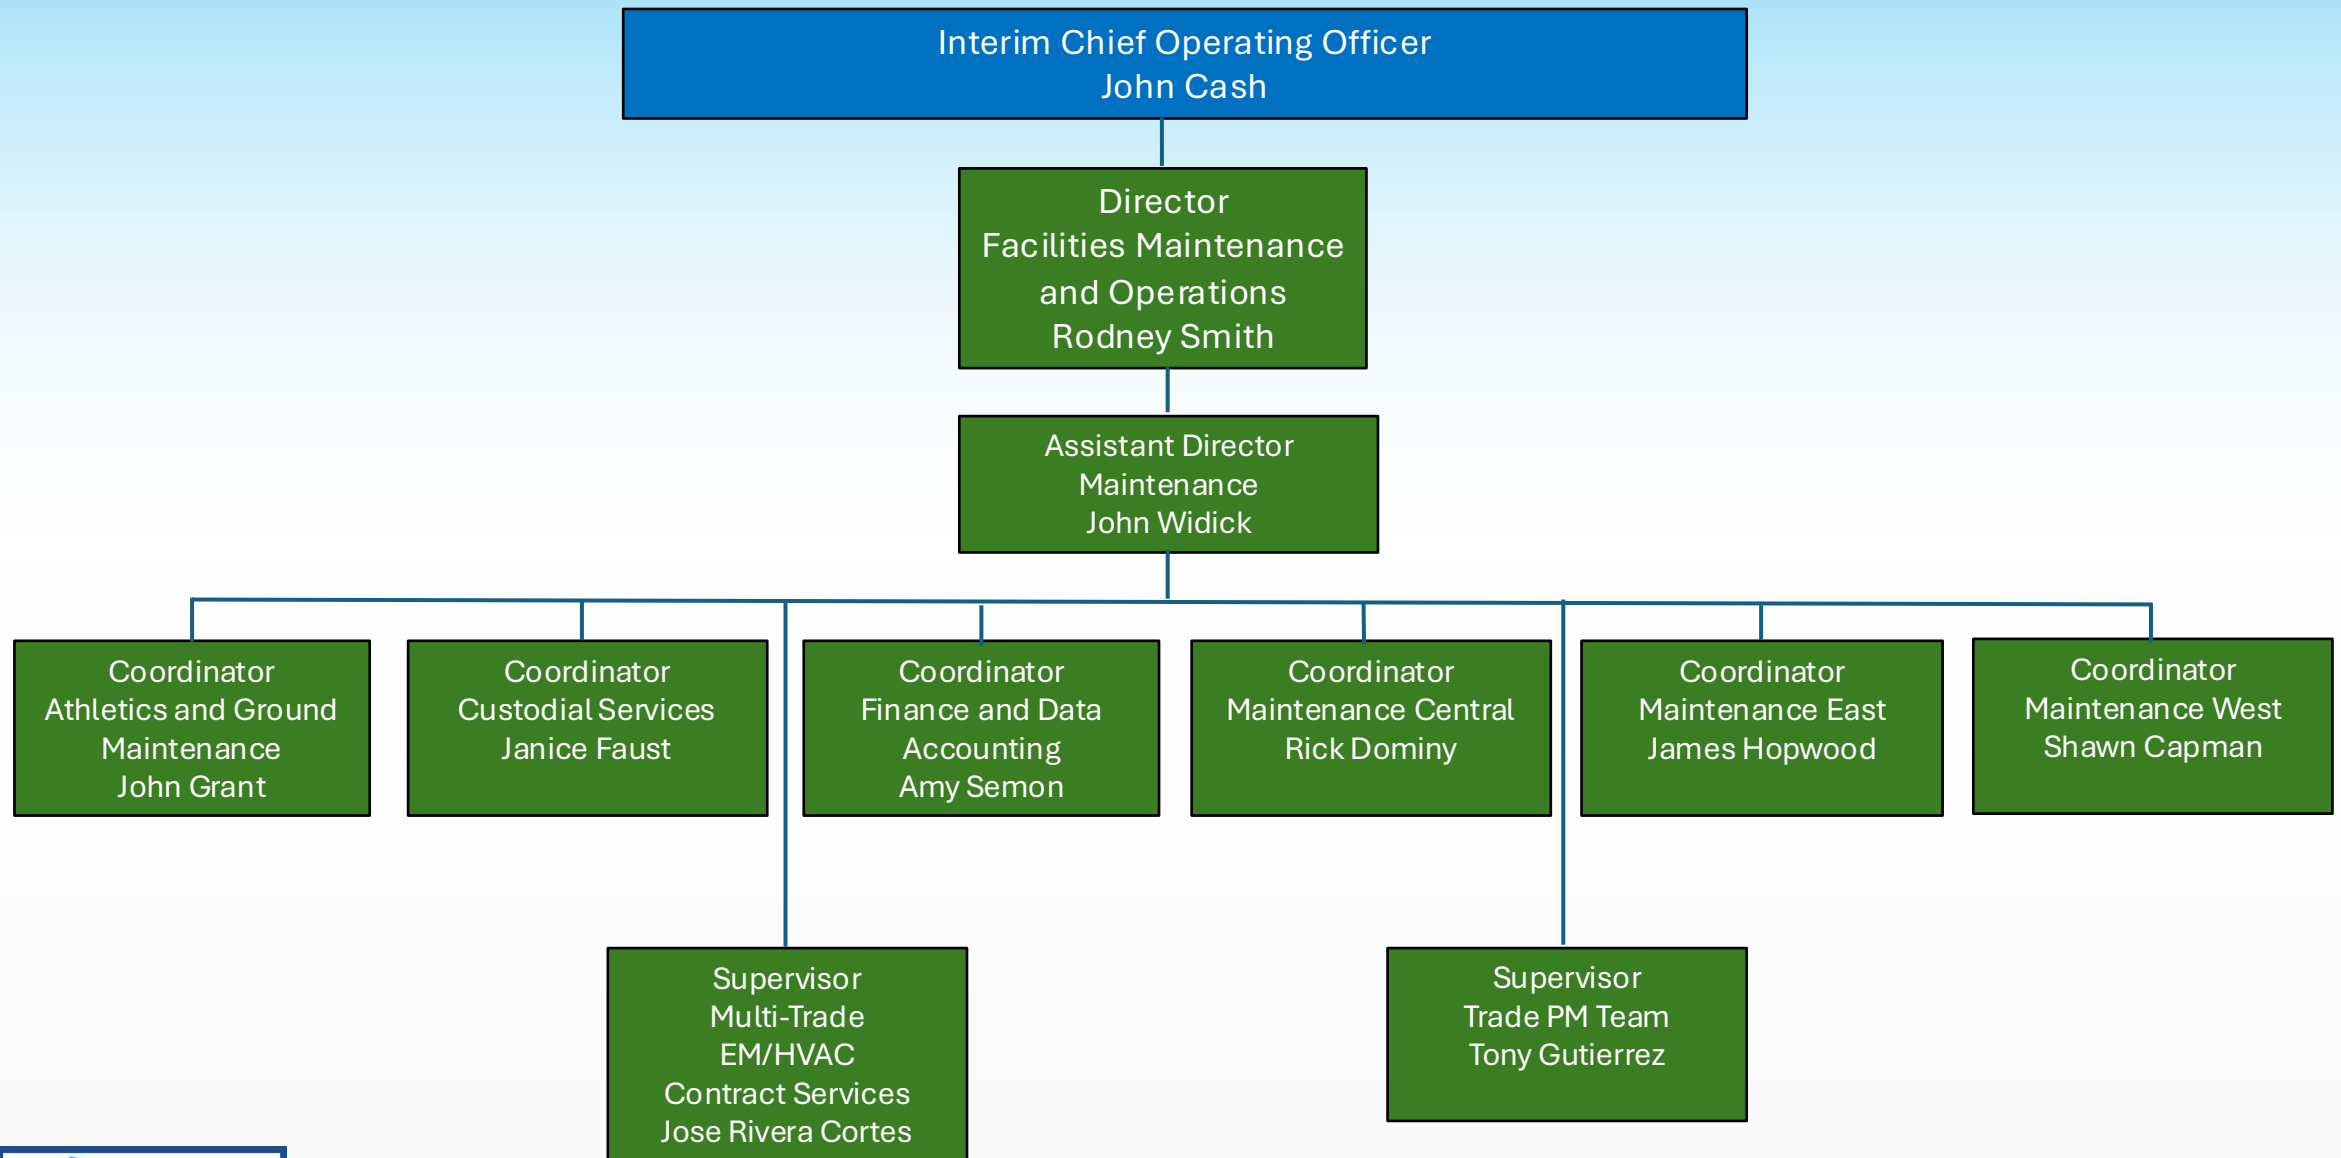 Interim Chief Operating Officer
John Cash
Director
Facilities Maintenance
and Operations
Rodney Smith
Assistant Director
Maintenance
John Widick
Coordinator
Athletics and Ground
Maintenance
John Grant
Coordinator
Custodial Services
Janice Faust
Coordinator
Finance and Data
Accounting
Amy Semon
Coordinator
Maintenance Central
Rick Dominy
Coordinator
Maintenance East
James Hopwood
Coordinator
Maintenance West
Shawn Capman
Supervisor
Multi-Trade
EM/HVAC
Contract Services
Jose Rivera Cortes
Supervisor
Trade PM Team
Tony Gutierrez